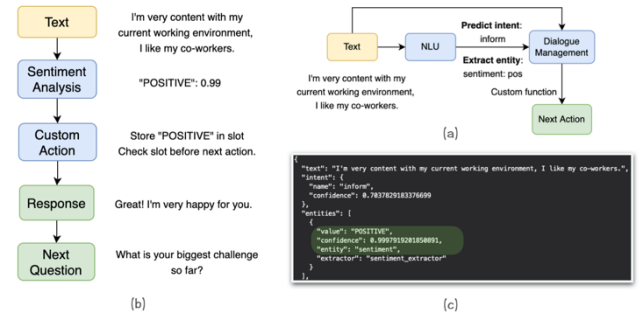 Text
I'm very content with my
current working environment,
I like my co-workers.
Sentiment
Analysis
"POSITIVE": 0.99
Custom
Action
Store "POSITIVE" in slot
Check slot before next action.
Response
Great! I'm very happy for you.
Next
Question
What is your biggest challenge
so far?
(b)
Text
NLU
Predict intent:
inform
Extract entity:
sentiment: pos
Dialogue
Management
I'm very content with my
current working environment,
I like my co-workers.
Custom function
Next Action
(a)
{
"text": "I'm very content with my current working environment, I like my co-workers.",
"intent": {
"name": "inform",
"confidence": 0.7037829183376699
},
"entities": [
{
"value": "POSITIVE",
"confidence": 0.9997919201850891,
"entity": "sentiment",
"extractor": "sentiment_extractor"
}
],
(c)